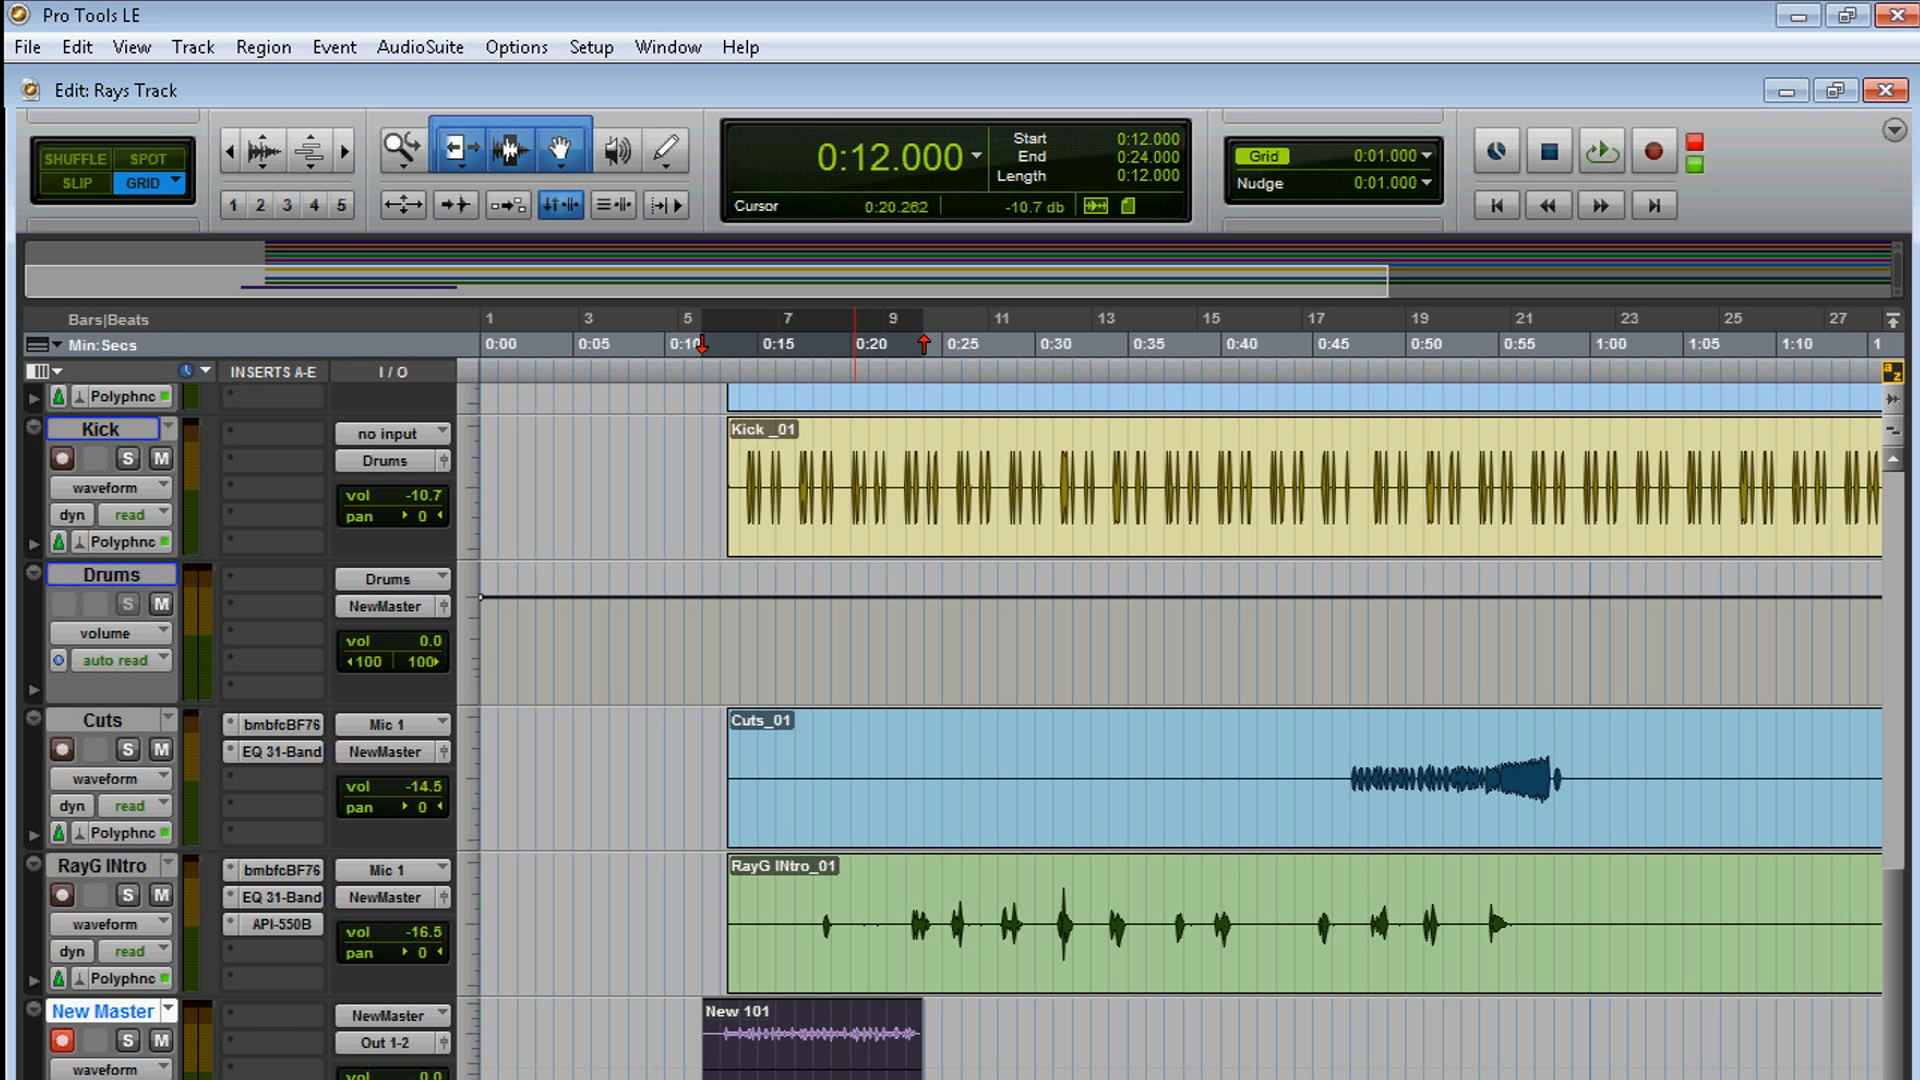 Pro Tools LE
File Edit View Track Region Event AudioSuite Options Setup Window Help
Edit: Rays Track
SHUFFLE SPOT
SLIP GRID
1 2 3 4 5
0:12.000
Start 0:12.000
End 0:24.000
Length 0:12.000
Cursor 0:20.262 -10.7 db
Grid 0:01.000
Nudge 0:01.000
Bars|Beats 1 3 5 7 9 11 13 15 17 19 21 23 25 27
Min:Secs 0:00 0:05 0:10 0:15 0:20 0:25 0:30 0:35 0:40 0:45 0:50 0:55 1:00 1:05 1:10 1
INSERTS A-E I / O
a z
Polyphnc
Kick
no input
Kick _01
S M
Drums
waveform
vol -10.7
dyn read
pan 0
Polyphnc
Drums
Drums
S M
NewMaster
volume
vol 0.0
auto read
100 100
Cuts
bmbfcBF76
Mic 1
Cuts_01
S M
EQ 31-Band
NewMaster
waveform
vol -14.5
dyn read
pan 0
Polyphnc
RayG INtro
bmbfcBF76
Mic 1
RayG INtro_01
S M
EQ 31-Band
NewMaster
waveform
API-550B
vol -16.5
dyn read
pan 0
Polyphnc
New Master
NewMaster
New 101
S M
Out 1-2
waveform
vol 0.0